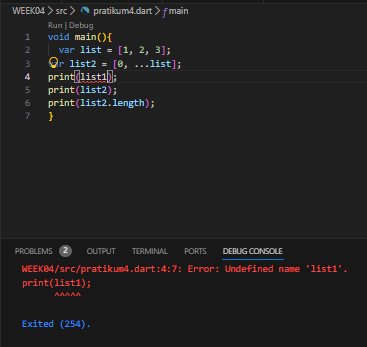 WEEK04 > src > pratikum4.dart > main
Run | Debug
1 void main(){
2 var list = [1, 2, 3];
3 var list2 = [0, ...list];
4 print(list1);
5 print(list2);
6 print(list2.length);
7 }
PROBLEMS 2 OUTPUT TERMINAL PORTS DEBUG CONSOLE
WEEK04/src/pratikum4.dart:4:7: Error: Undefined name 'list1'.
print(list1);
^^^^^
Exited (254).